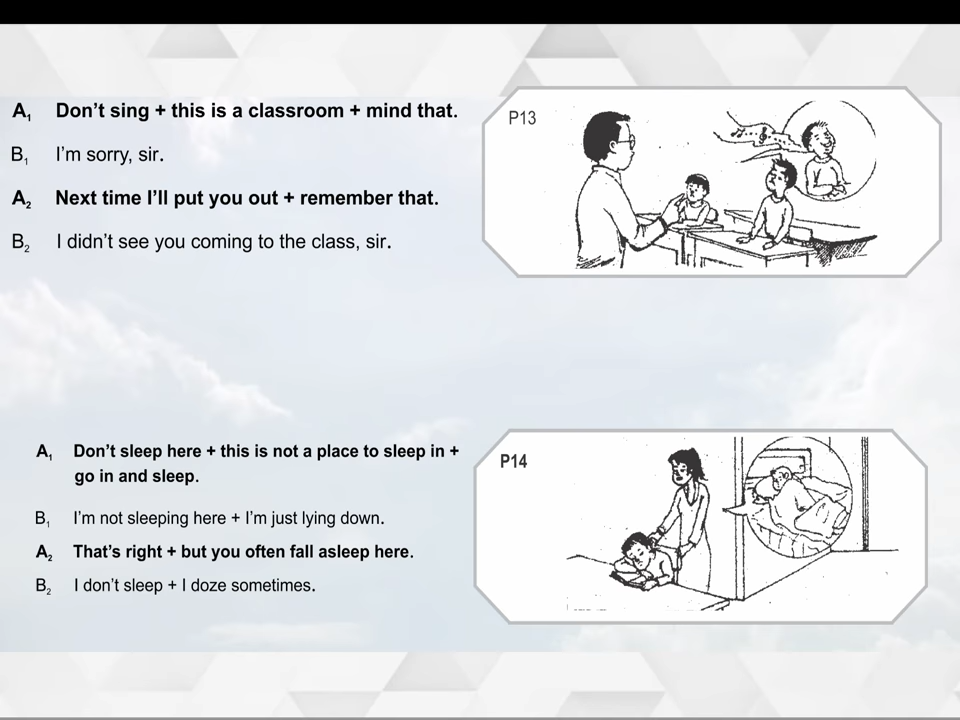 A1 Don't sing + this is a classroom + mind that.
B1 I'm sorry, sir.
A2 Next time I'll put you out + remember that.
B2 I didn't see you coming to the class, sir.
P13
A1 Don't sleep here + this is not a place to sleep in +
go in and sleep.
B1 I'm not sleeping here + I'm just lying down.
A2 That's right + but you often fall asleep here.
B2 I don't sleep + I doze sometimes.
P14